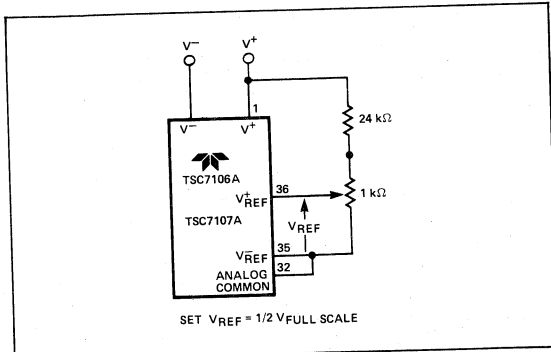 V− V+
1
V− V+
24 kΩ
TSC7106A
36
V+REF
1 kΩ
TSC7107A
VREF
35
V−REF
32
ANALOG
COMMON
SET VREF = 1/2 VFULL SCALE